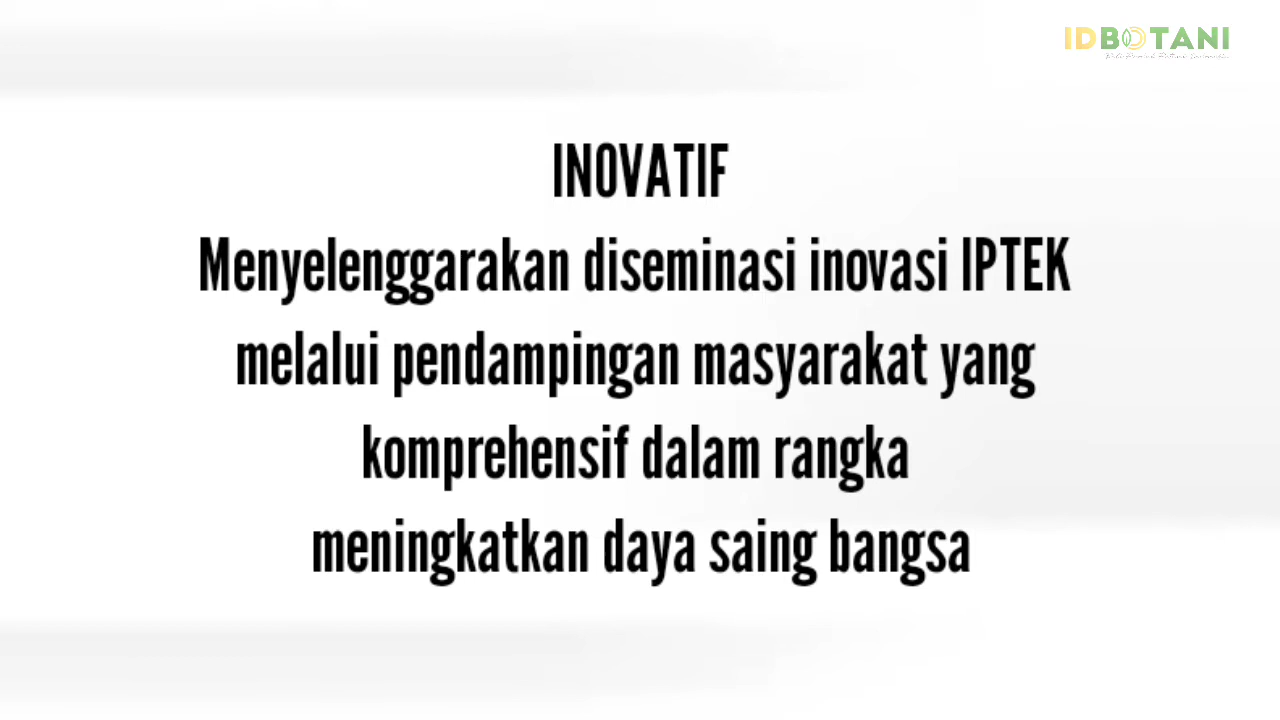 IDBOTANI
INOVATIF
Menyelenggarakan diseminasi inovasi IPTEK
melalui pendampingan masyarakat yang
komprehensif dalam rangka
meningkatkan daya saing bangsa